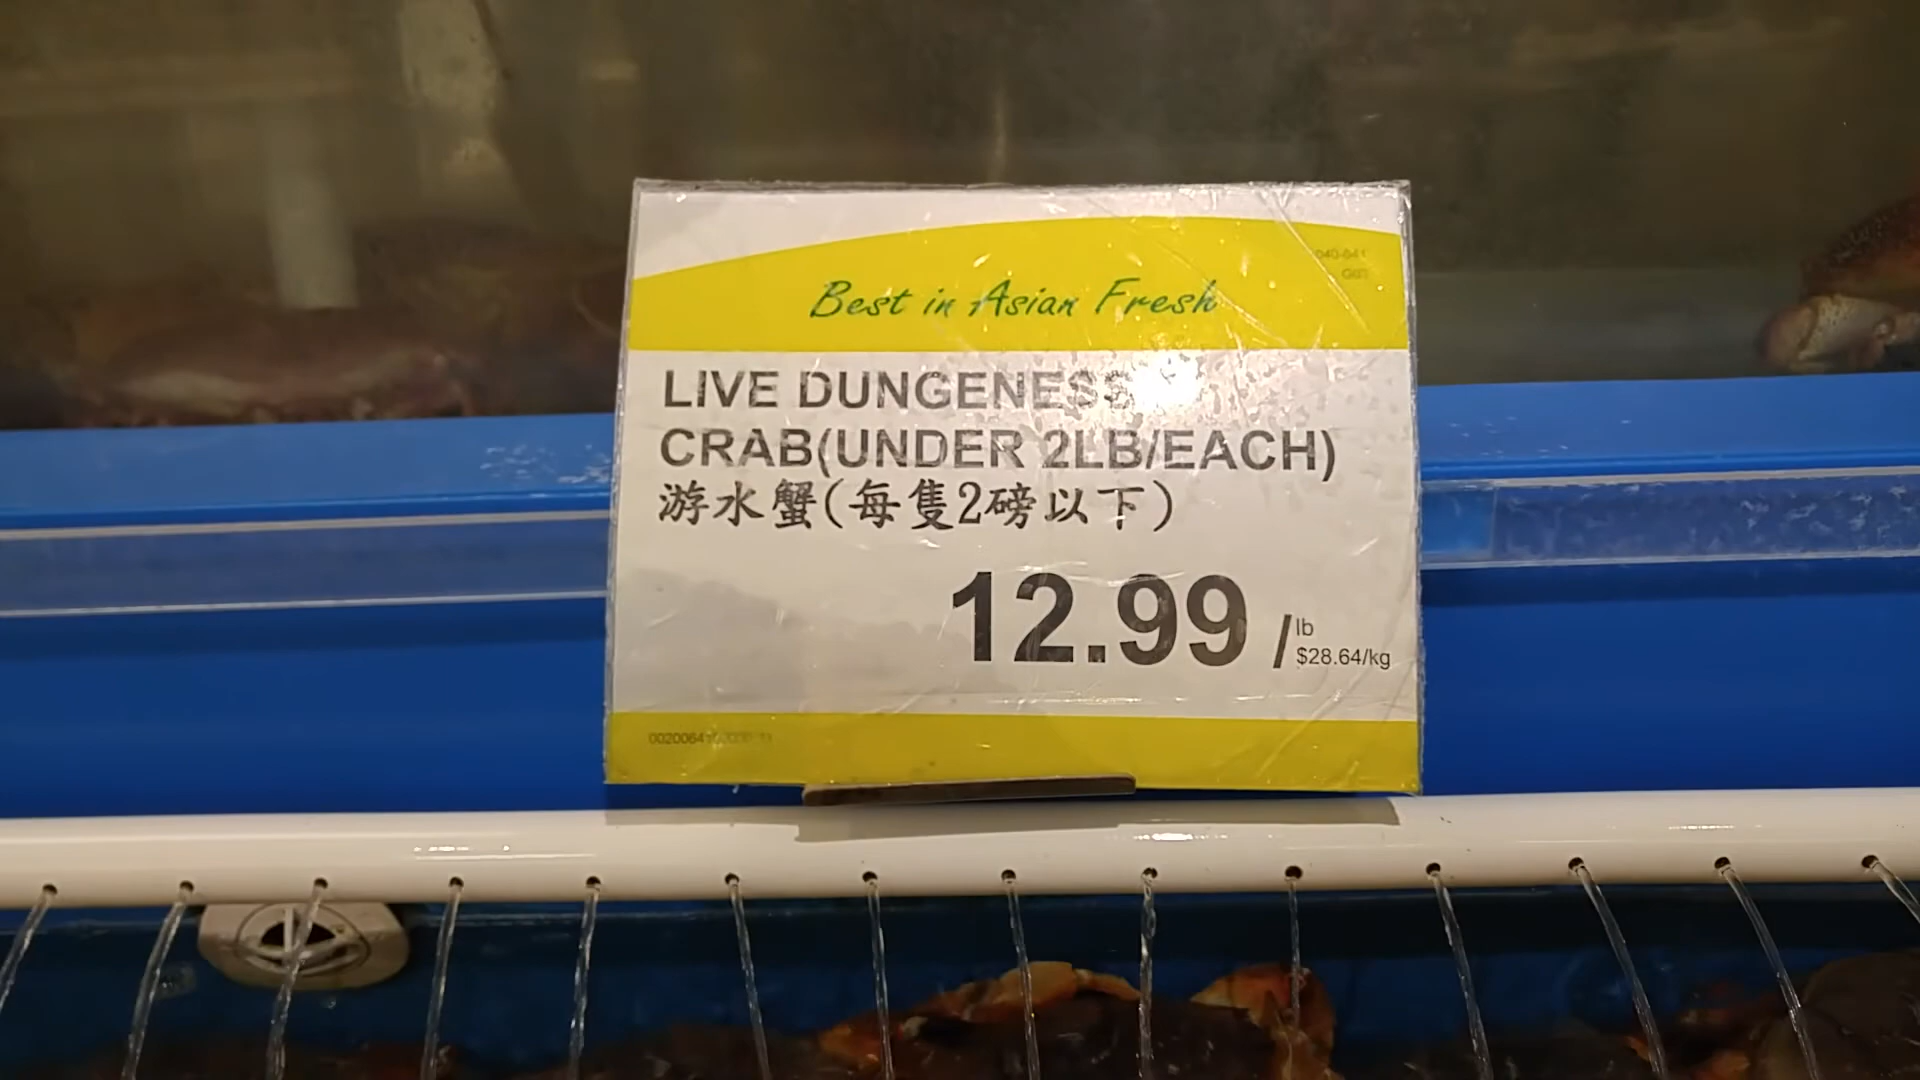 Best in Asian Fresh
LIVE DUNGENESS
CRAB(UNDER 2LB/EACH)
游水蟹(每隻2磅以下)
12.99 /lb
$28.64/kg